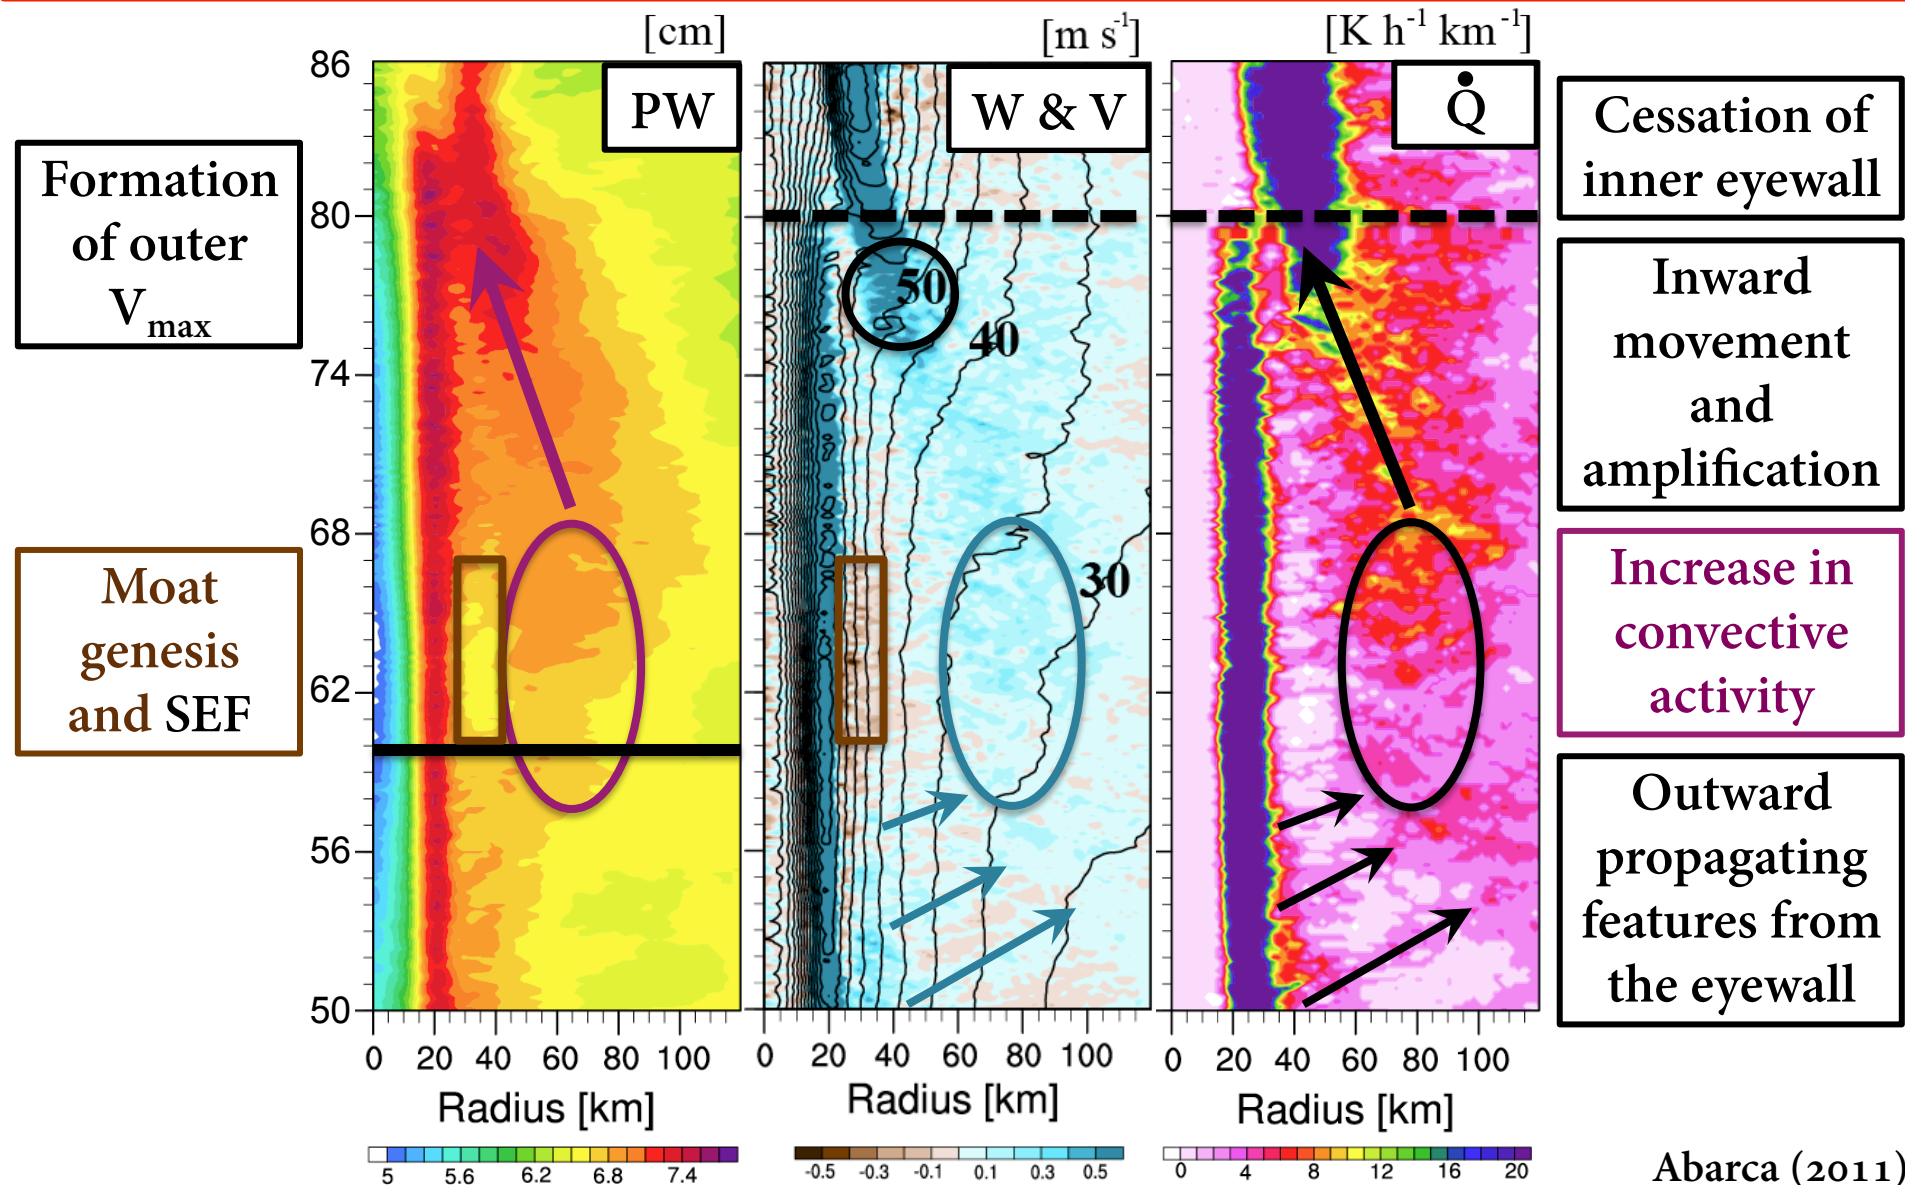 [cm]
[m s-1]
[K h-1 km-1]
PW
W & V
Q̇
86
80
74
68
62
56
50
Formation
of outer
Vmax
Moat
genesis
and SEF
50
40
30
Cessation of
inner eyewall
Inward
movement
and
amplification
Increase in
convective
activity
Outward
propagating
features from
the eyewall
0 20 40 60 80 100
0 20 40 60 80 100
0 20 40 60 80 100
Radius [km]
Radius [km]
Radius [km]
5 5.6 6.2 6.8 7.4
-0.5 -0.3 -0.1 0.1 0.3 0.5
0 4 8 12 16 20
Abarca (2011)